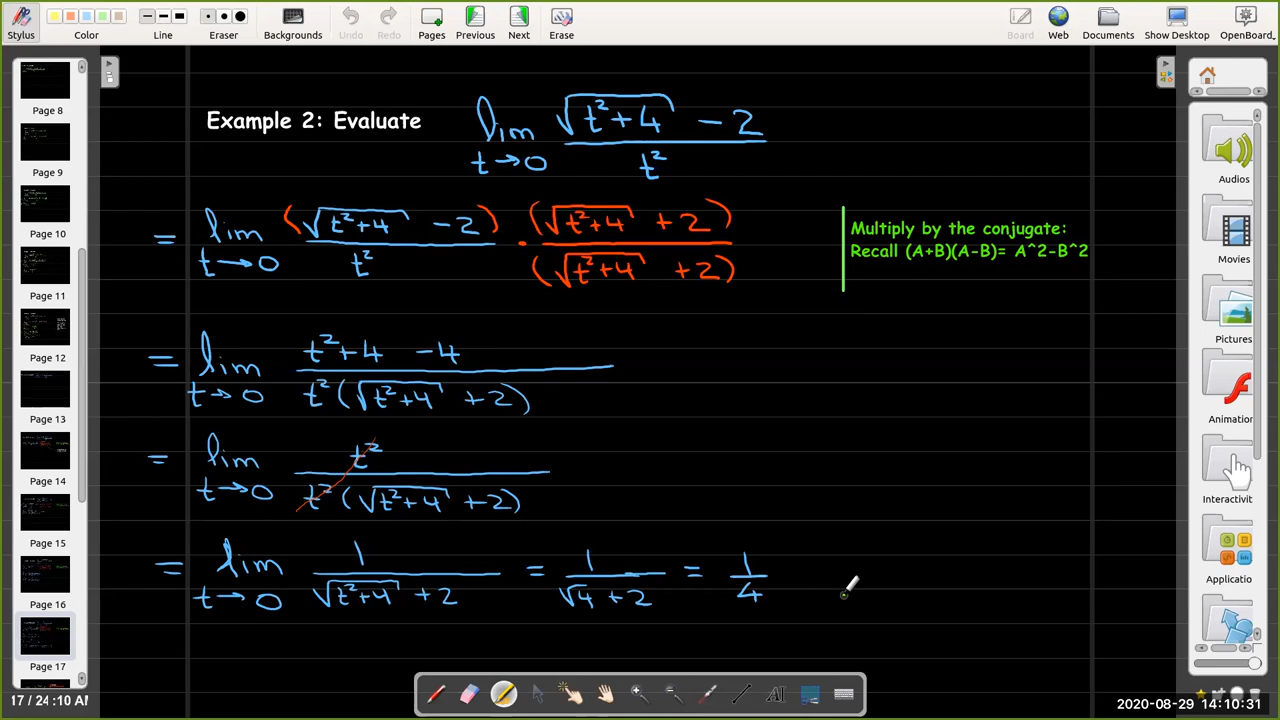 Stylus Color Line Eraser Backgrounds Undo Redo Pages Previous Next Erase Board Web Documents Show Desktop OpenBoard
Page 8
Page 9
Page 10
Page 11
Page 12
Page 13
Page 14
Page 15
Page 16
Page 17
17 / 24
:10 AM
Example 2: Evaluate lim t→0 (√(t²+4) - 2) / t²
= lim t→0 (√(t²+4) - 2) / t² · (√(t²+4) + 2) / (√(t²+4) + 2)
Multiply by the conjugate:
Recall (A+B)(A-B)= A^2-B^2
= lim t→0 (t²+4 -4) / (t²(√(t²+4) + 2))
= lim t→0 t² / (t²(√(t²+4) + 2))
= lim t→0 1 / (√(t²+4) + 2) = 1 / (√4 + 2) = 1/4
Audios
Movies
Pictures
Animation
Interactivit
Applicatio
2020-08-29 14:10:31